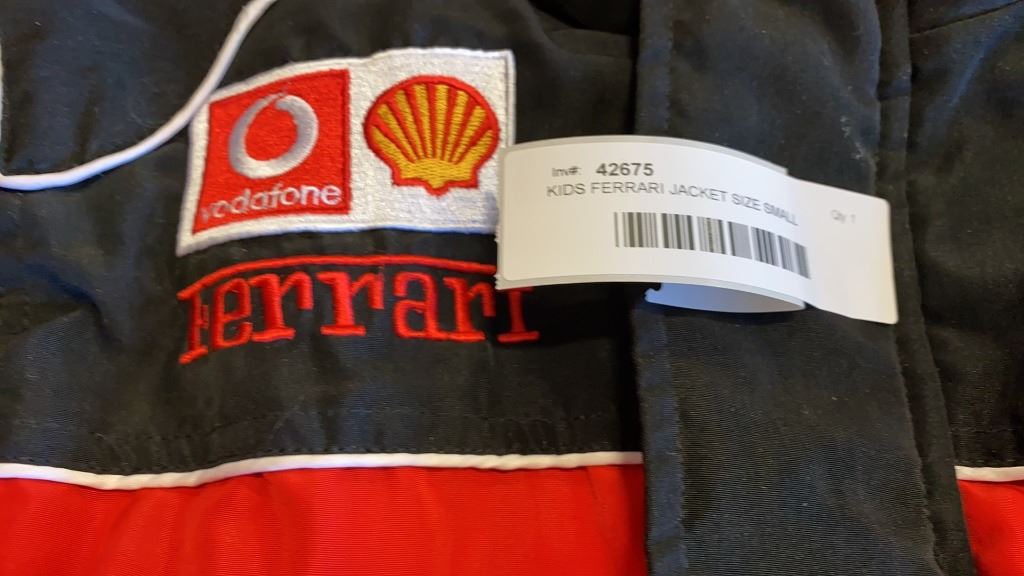 vodafone
Ferrari
Inv#: 42675
KIDS FERRARI JACKET SIZE SMALL
Qty: 1